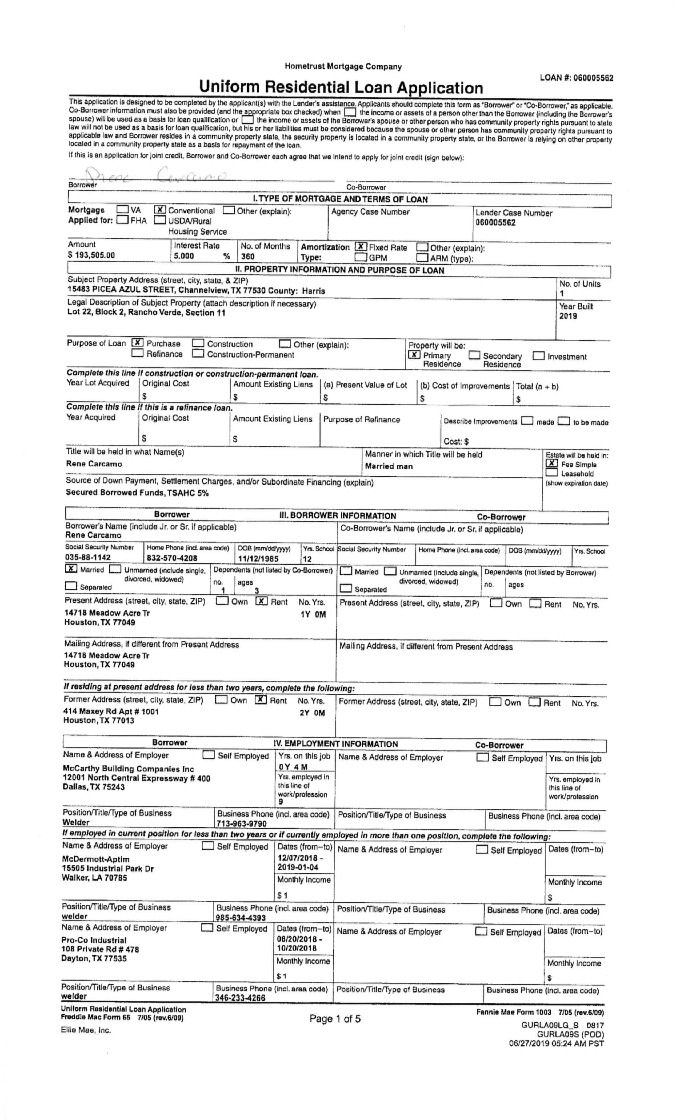 Hometrust Mortgage Company
LOAN #: 060005562
Uniform Residential Loan Application
This application is designed to be completed by the applicant(s) with the Lender's assistance. Applicants should complete this form as "Borrower" or "Co-Borrower," as applicable.
Co-Borrower information must also be provided (and the appropriate box checked) when the income or assets of a person other than the Borrower (including the Borrower's
spouse) will be used as a basis for loan qualification or the income or assets of the Borrower's spouse or other person who has community property rights pursuant to state
law will not be used as a basis for loan qualification, but his or her liabilities must be considered because the spouse or other person has community property rights pursuant to
applicable law and Borrower resides in a community property state, the security property is located in a community property state, or the Borrower is relying on other property
located in a community property state as a basis for repayment of the loan.
If this is an application for joint credit, Borrower and Co-Borrower each agree that we intend to apply for joint credit (sign below):
Carcamo
Borrower Co-Borrower
I. TYPE OF MORTGAGE AND TERMS OF LOAN
Mortgage Applied for: VA X Conventional Other (explain):
FHA USDA/Rural Housing Service
Agency Case Number
Lender Case Number
060005562
Amount
$ 193,505.00
Interest Rate
5.000 %
No. of Months
360
Amortization Type: X Fixed Rate Other (explain):
GPM ARM (type):
II. PROPERTY INFORMATION AND PURPOSE OF LOAN
Subject Property Address (street, city, state, & ZIP)
15483 PICEA AZUL STREET, Channelview, TX 77530 County: Harris
No. of Units
1
Legal Description of Subject Property (attach description if necessary)
Lot 22, Block 2, Rancho Verde, Section 11
Year Built
2019
Purpose of Loan X Purchase Construction Other (explain):
Refinance Construction-Permanent
Property will be:
X Primary Residence Secondary Residence Investment
Complete this line if construction or construction-permanent loan.
Year Lot Acquired Original Cost Amount Existing Liens (a) Present Value of Lot (b) Cost of Improvements Total (a + b)
$ $ $ $ $
Complete this line if this is a refinance loan.
Year Acquired Original Cost Amount Existing Liens Purpose of Refinance Describe Improvements made to be made
$ $ Cost: $
Title will be held in what Name(s)
Rene Carcamo
Manner in which Title will be held
Married man
Estate will be held in:
X Fee Simple
Leasehold
(show expiration date)
Source of Down Payment, Settlement Charges, and/or Subordinate Financing (explain)
Secured Borrowed Funds, TSAHC 5%
Borrower III. BORROWER INFORMATION Co-Borrower
Borrower's Name (include Jr. or Sr. if applicable)
Rene Carcamo
Co-Borrower's Name (include Jr. or Sr. if applicable)
Social Security Number Home Phone (incl. area code) DOB (mm/dd/yyyy) Yrs. School
035-88-1142 832-570-4208 11/12/1985 12
Social Security Number Home Phone (incl. area code) DOB (mm/dd/yyyy) Yrs. School
X Married Unmarried (include single, divorced, widowed)
Separated
Dependents (not listed by Co-Borrower)
no. ages
1 3
Married Unmarried (include single, divorced, widowed)
Separated
Dependents (not listed by Borrower)
no. ages
Present Address (street, city, state, ZIP) Own X Rent No. Yrs.
1Y 0M
14718 Meadow Acre Tr
Houston, TX 77049
Present Address (street, city, state, ZIP) Own Rent No. Yrs.
Mailing Address, if different from Present Address
14718 Meadow Acre Tr
Houston, TX 77049
Mailing Address, if different from Present Address
If residing at present address for less than two years, complete the following:
Former Address (street, city, state, ZIP) Own X Rent No. Yrs.
414 Maxey Rd Apt # 1001 2Y 0M
Houston, TX 77013
Former Address (street, city, state, ZIP) Own Rent No. Yrs.
Borrower IV. EMPLOYMENT INFORMATION Co-Borrower
Name & Address of Employer Self Employed
McCarthy Building Companies Inc
12001 North Central Expressway # 400
Dallas, TX 75243
Yrs. on this job
0 Y 4 M
Yrs. employed in this line of work/profession
9
Name & Address of Employer Self Employed
Yrs. on this job
Yrs. employed in this line of work/profession
Position/Title/Type of Business
Welder
Business Phone (incl. area code)
713-963-9790
Position/Title/Type of Business Business Phone (incl. area code)
If employed in current position for less than two years or if currently employed in more than one position, complete the following:
Name & Address of Employer Self Employed
McDermott-Aptim
15505 Industrial Park Dr
Walker, LA 70785
Dates (from–to)
12/07/2018 -
2019-01-04
Monthly Income
$ 1
Name & Address of Employer Self Employed
Dates (from–to)
Monthly Income
$
Position/Title/Type of Business
welder
Business Phone (incl. area code)
985-634-4393
Position/Title/Type of Business Business Phone (incl. area code)
Name & Address of Employer Self Employed
Pro-Co Industrial
108 Private Rd # 478
Dayton, TX 77535
Dates (from–to)
08/20/2018 -
10/20/2018
Monthly Income
$ 1
Name & Address of Employer Self Employed
Dates (from–to)
Monthly Income
$
Position/Title/Type of Business
welder
Business Phone (incl. area code)
346-233-4266
Position/Title/Type of Business Business Phone (incl. area code)
Uniform Residential Loan Application
Freddie Mac Form 65 7/05 (rev.6/09)
Ellie Mae, Inc.
Page 1 of 5
Fannie Mae Form 1003 7/05 (rev.6/09)
GURLA09LG_S 0817
GURLA09S (POD)
06/27/2019 05:24 AM PST